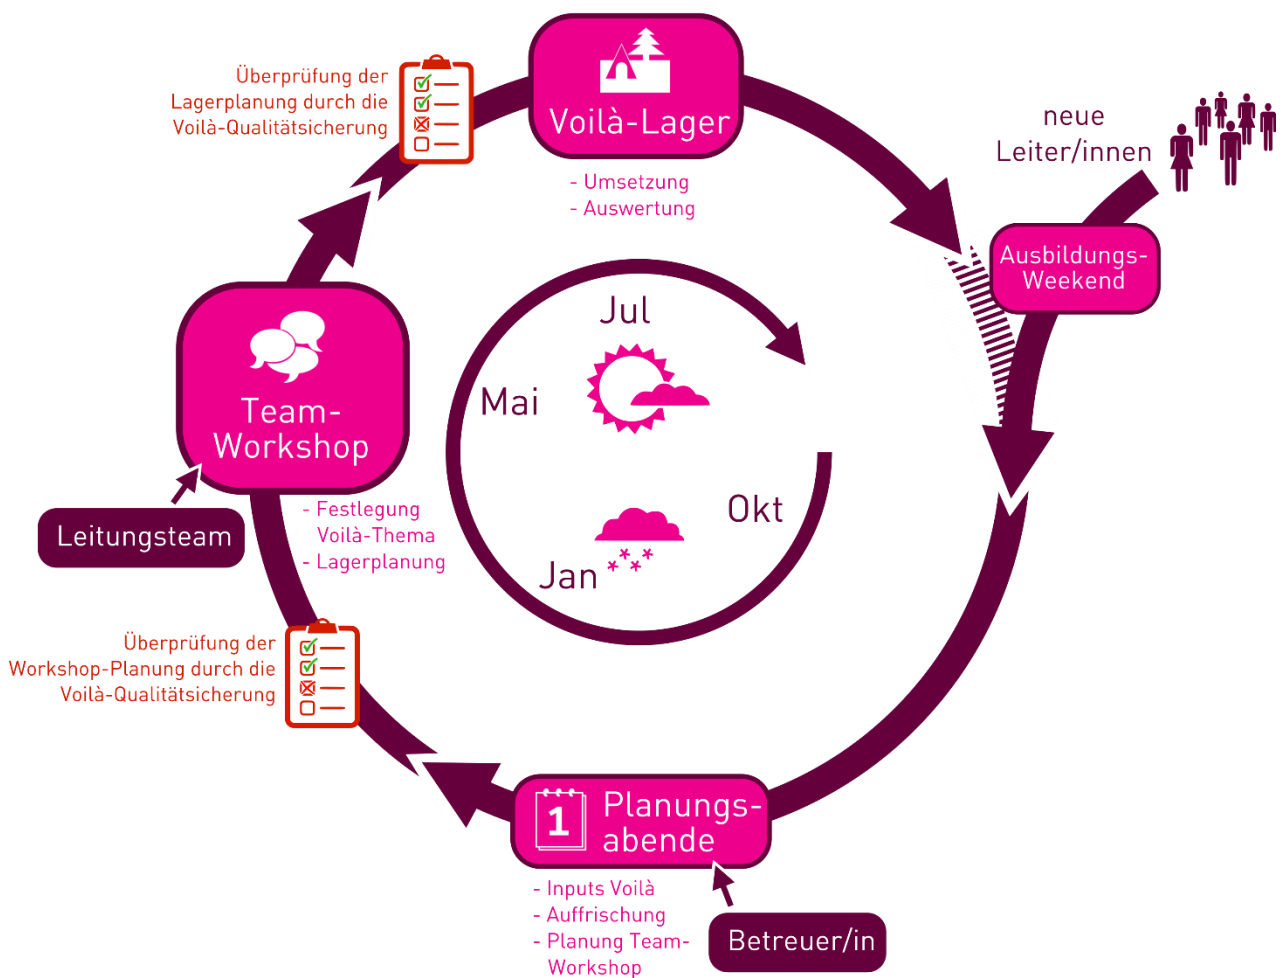 Überprüfung der
Lagerplanung durch die
Voilà-Qualitätsicherung
Voilà-Lager
- Umsetzung
- Auswertung
neue
Leiter/innen
Ausbildungs-
Weekend
Jul
Mai
Okt
Jan
Team-
Workshop
Leitungsteam
- Festlegung
Voilà-Thema
- Lagerplanung
Überprüfung der
Workshop-Planung durch die
Voilà-Qualitätsicherung
1
Planungs-
abende
- Inputs Voilà
- Auffrischung
- Planung Team-
Workshop
Betreuer/in